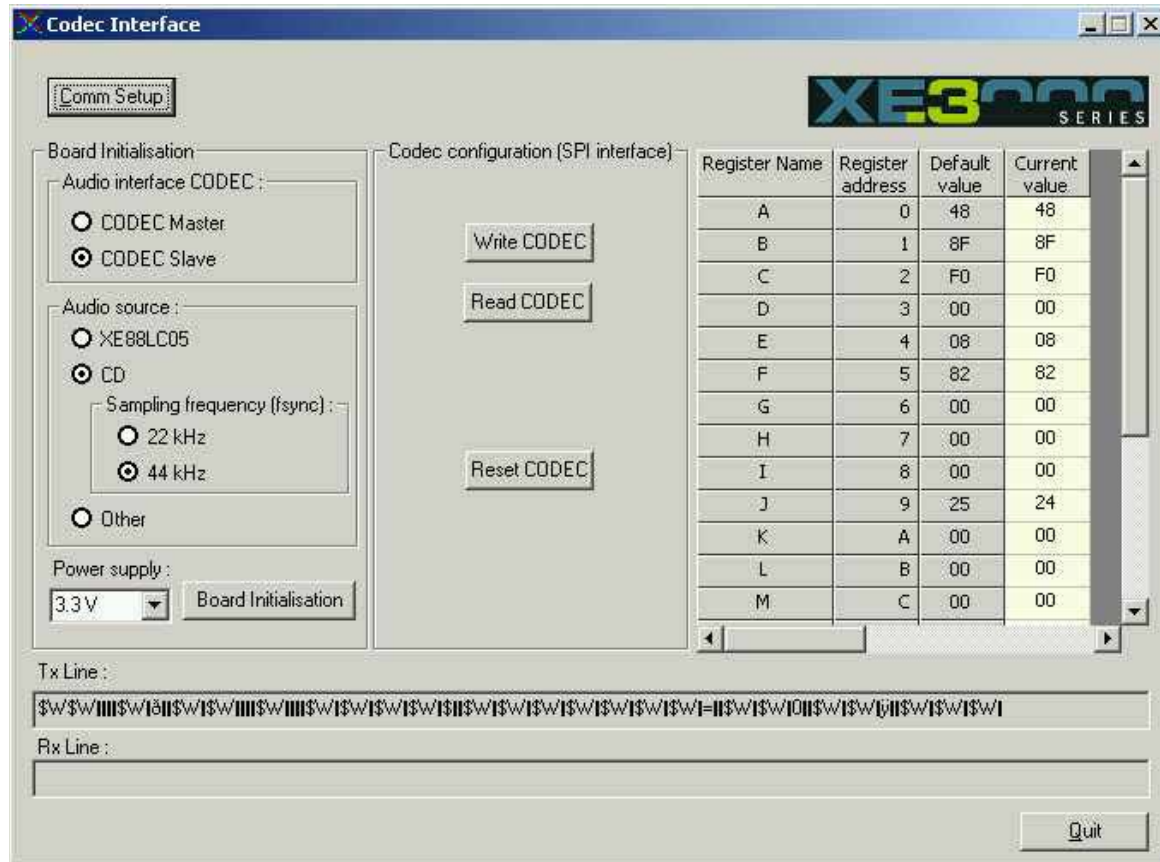 Codec Interface
Comm Setup
XE3000
SERIES
Board Initialisation
Audio interface CODEC :
CODEC Master
CODEC Slave
Audio source :
XE88LC05
CD
Sampling frequency (fsync) :
22 kHz
44 kHz
Other
Power supply :
3.3 V
Board Initialisation
Codec configuration (SPI interface)
Write CODEC
Read CODEC
Reset CODEC
Register Name Register address Default value Current value
A 0 48 48
B 1 8F 8F
C 2 F0 F0
D 3 00 00
E 4 08 08
F 5 82 82
G 6 00 00
H 7 00 00
I 8 00 00
J 9 25 24
K A 00 00
L B 00 00
M C 00 00
Tx Line :
Rx Line :
Quit